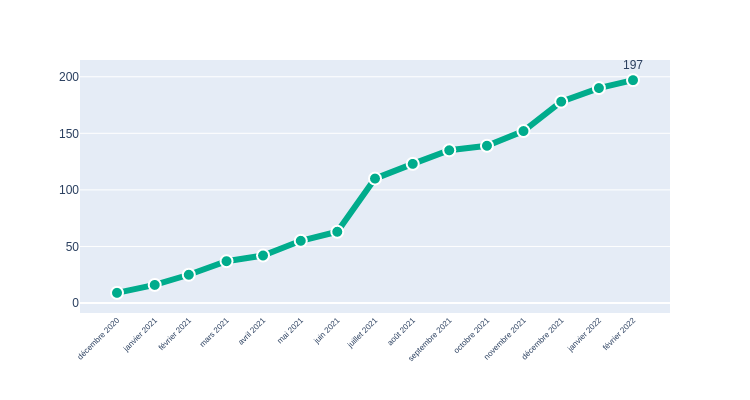 197
200
150
100
50
0
décembre 2020
janvier 2021
février 2021
mars 2021
avril 2021
mai 2021
juin 2021
juillet 2021
août 2021
septembre 2021
octobre 2021
novembre 2021
décembre 2021
janvier 2022
février 2022